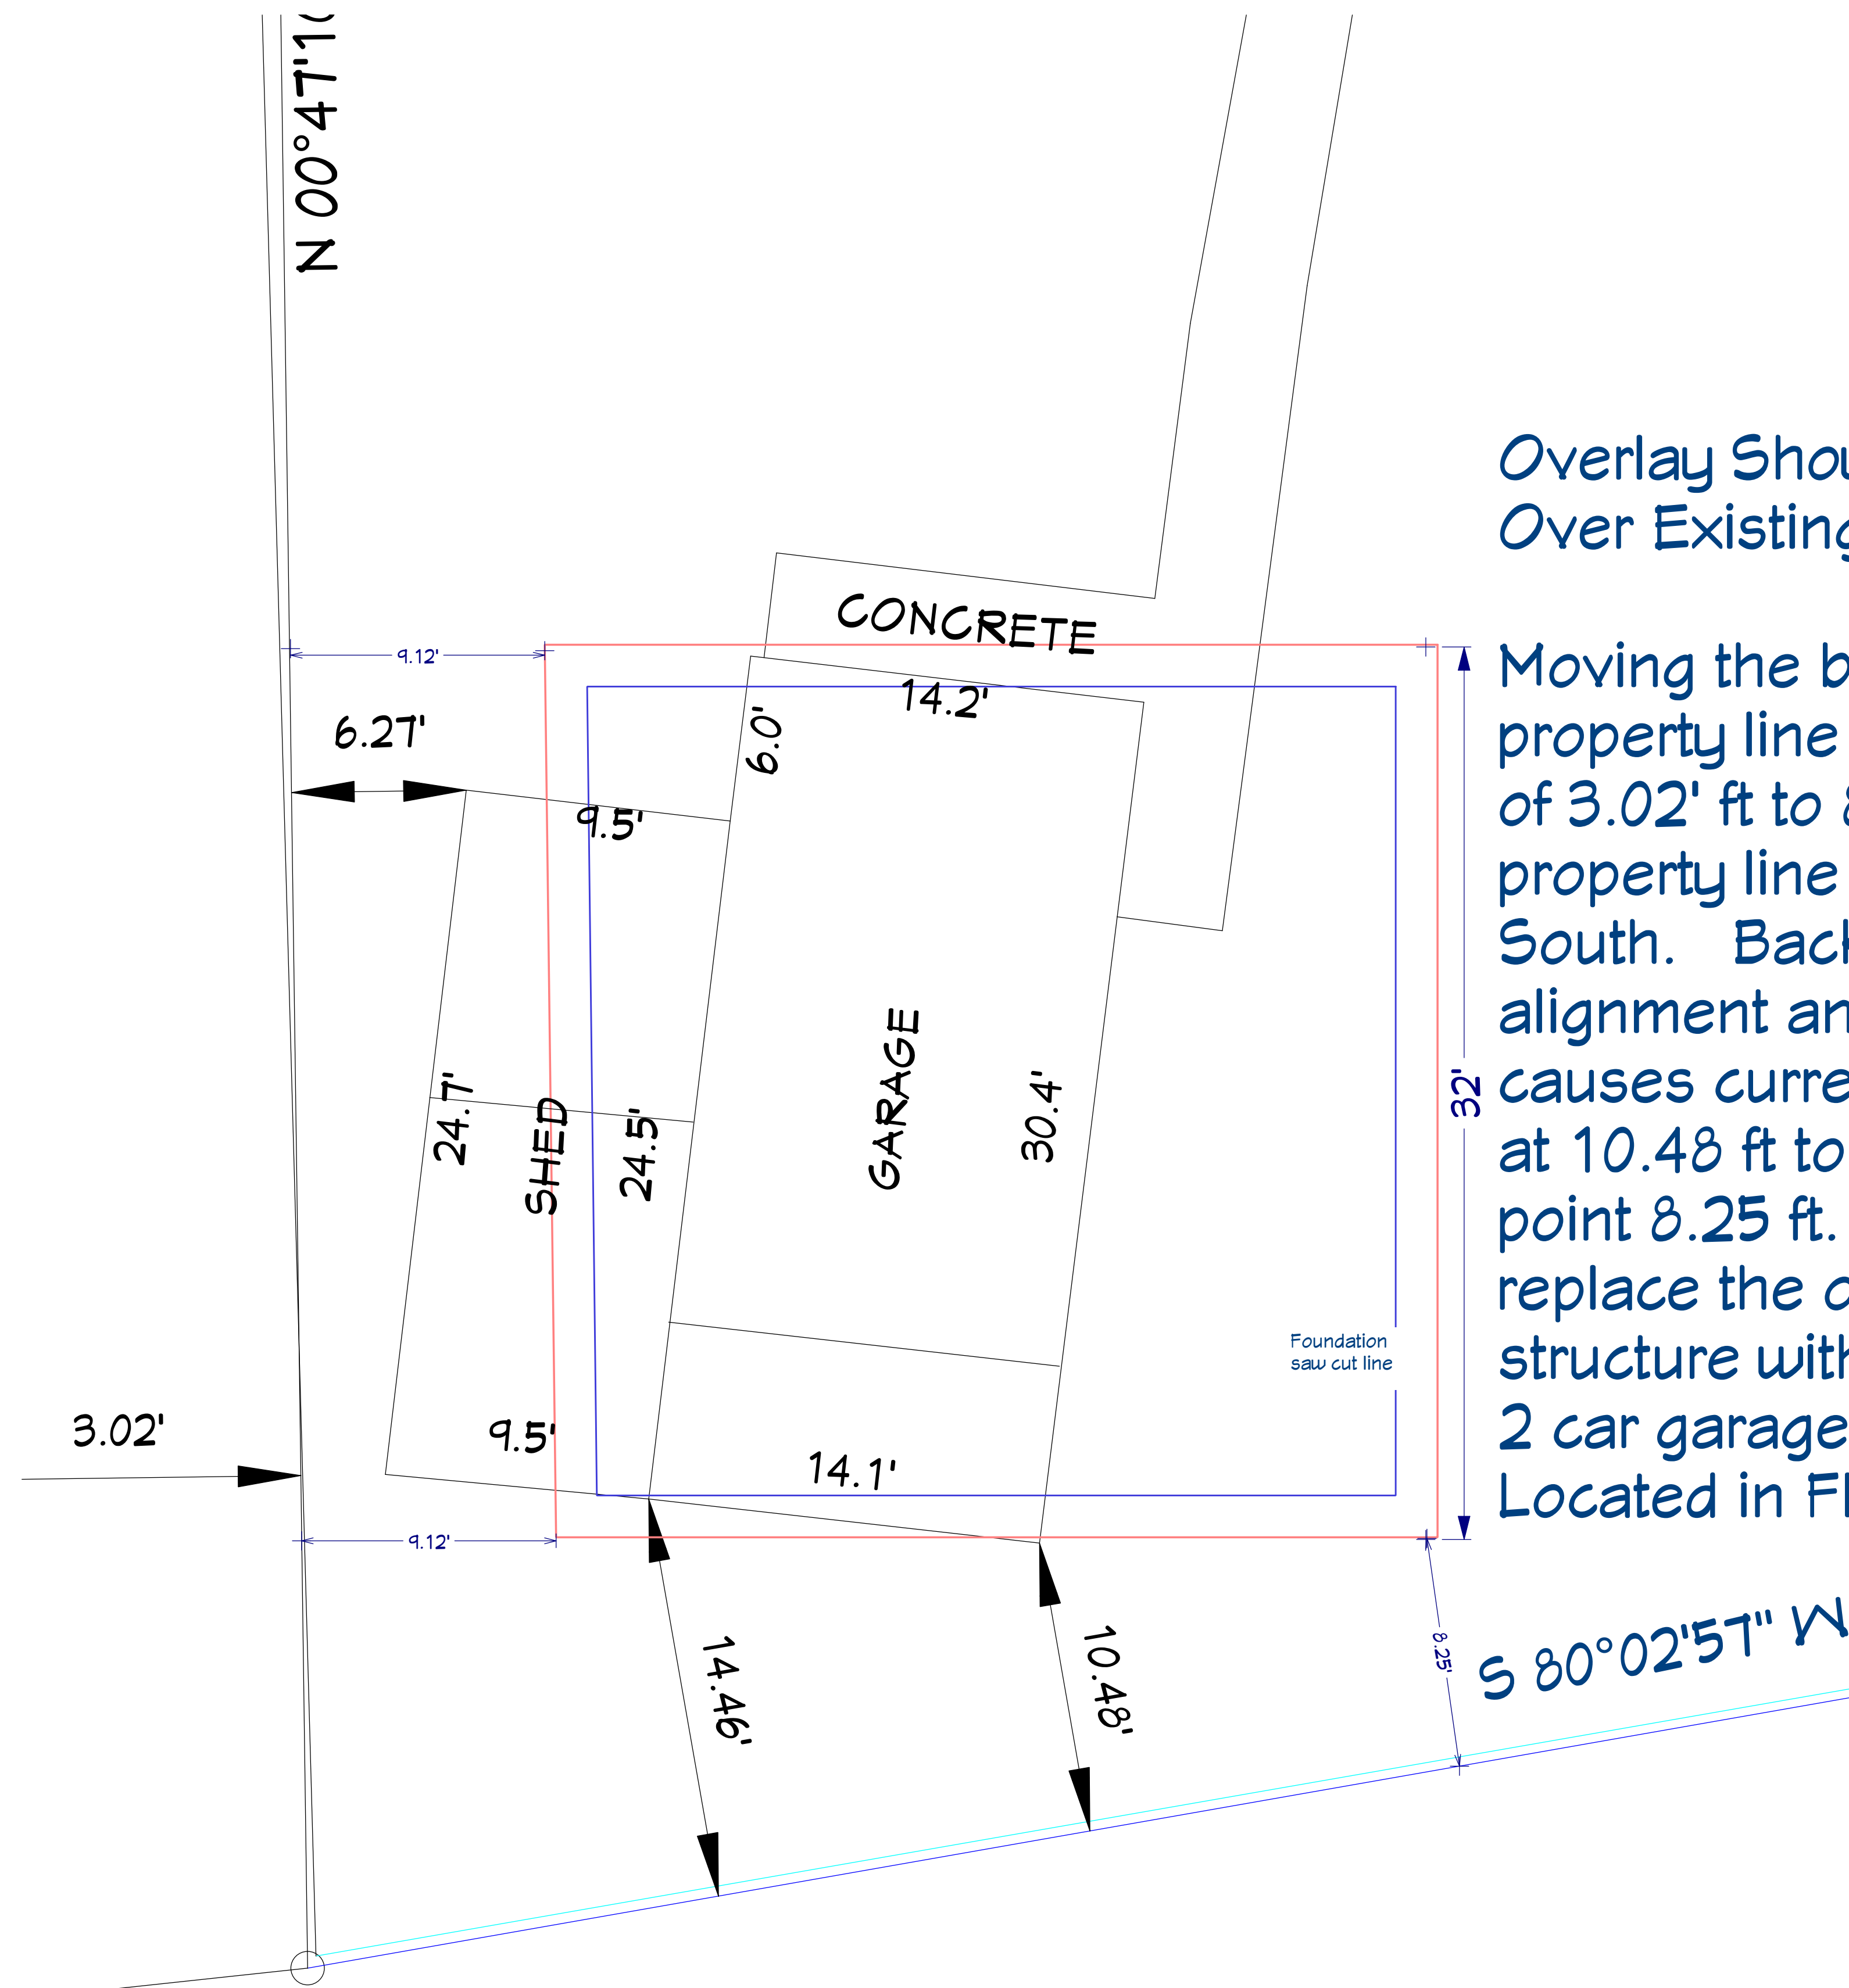 N 00°47'10
Overlay Shou
Over Existing
CONCRETE
9.12'
14.2'
6.27'
6.0'
9.5'
Moving the b
property line
of 3.02' ft to 8
property line
South. Back
alignment an
causes curre
at 10.48 ft to
point 8.25 ft.
replace the o
structure with
2 car garage
Located in Fl
GARAGE
24.7'
SHED
24.5'
30.4'
32'
Foundation
saw cut line
3.02'
9.5'
14.1'
9.12'
14.46'
10.48'
8.25'
S 80°02'57" W